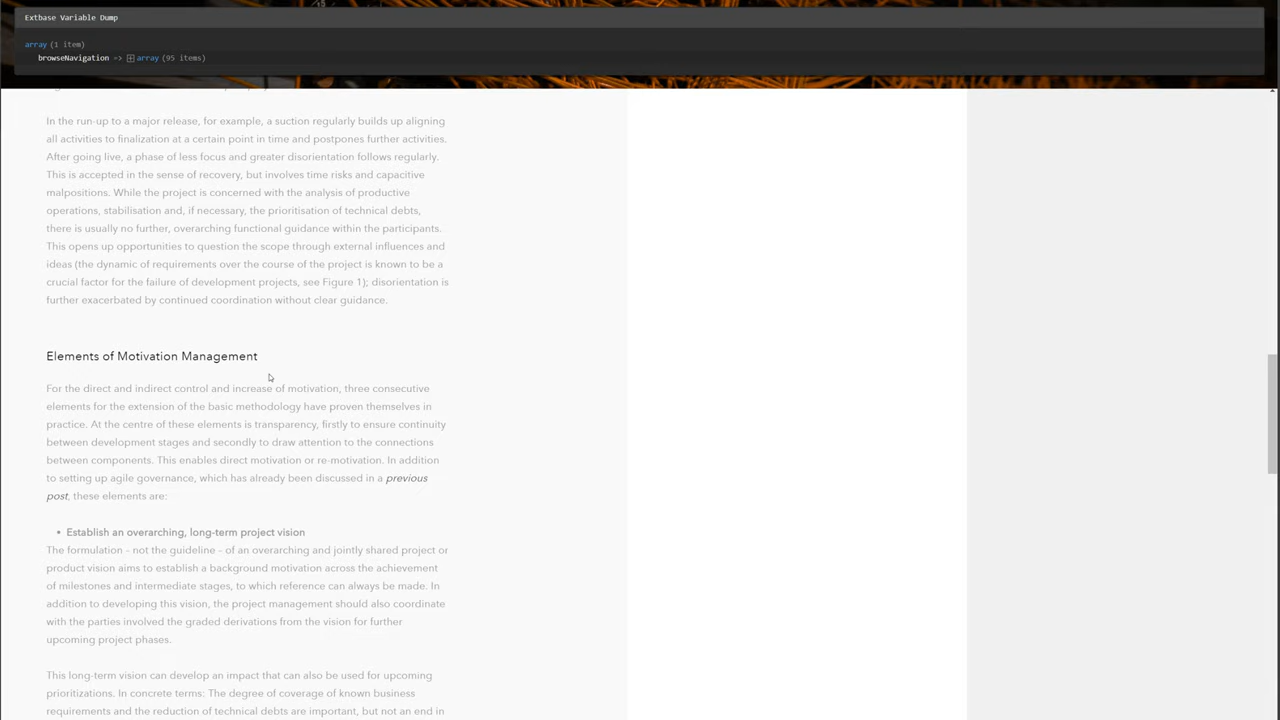 Extbase Variable Dump
array (1 item)
browseNavigation => array (95 items)
In the run-up to a major release, for example, a suction regularly builds up aligning
all activities to finalization at a certain point in time and postpones further activities.
After going live, a phase of less focus and greater disorientation follows regularly.
This is accepted in the sense of recovery, but involves time risks and capacitive
malpositions. While the project is concerned with the analysis of productive
operations, stabilisation and, if necessary, the prioritisation of technical debts,
there is usually no further, overarching functional guidance within the participants.
This opens up opportunities to question the scope through external influences and
ideas (the dynamic of requirements over the course of the project is known to be a
crucial factor for the failure of development projects, see Figure 1); disorientation is
further exacerbated by continued coordination without clear guidance.
Elements of Motivation Management
For the direct and indirect control and increase of motivation, three consecutive
elements for the extension of the basic methodology have proven themselves in
practice. At the centre of these elements is transparency, firstly to ensure continuity
between development stages and secondly to draw attention to the connections
between components. This enables direct motivation or re-motivation. In addition
to setting up agile governance, which has already been discussed in a previous
post, these elements are:
• Establish an overarching, long-term project vision
The formulation – not the guideline – of an overarching and jointly shared project or
product vision aims to establish a background motivation across the achievement
of milestones and intermediate stages, to which reference can always be made. In
addition to developing this vision, the project management should also coordinate
with the parties involved the graded derivations from the vision for further
upcoming project phases.
This long-term vision can develop an impact that can also be used for upcoming
prioritizations. In concrete terms: The degree of coverage of known business
requirements and the reduction of technical debts are important, but not an end in